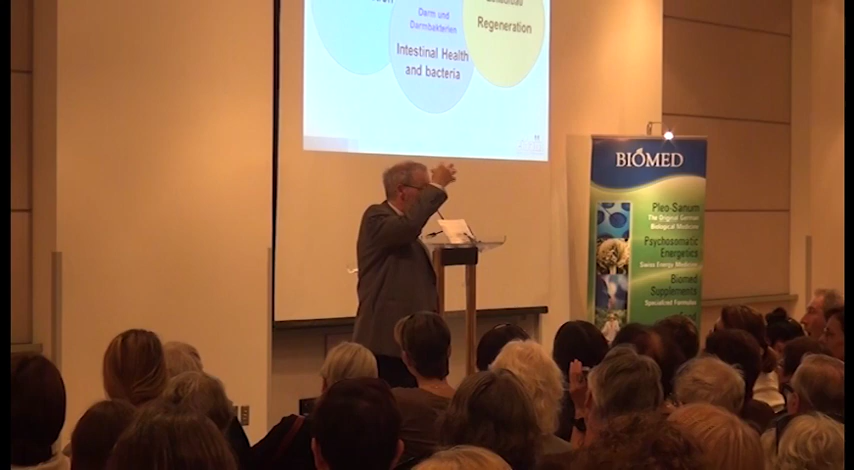 Darm und
Darmbakterien
Intestinal Health
and bacteria
Regeneration
BIOMED
Pleo-Sanum
The Original German
Biological Medicine
Psychosomatic
Energetics
Swiss Energy Medicine
Biomed
Supplements
Specialized Formulas